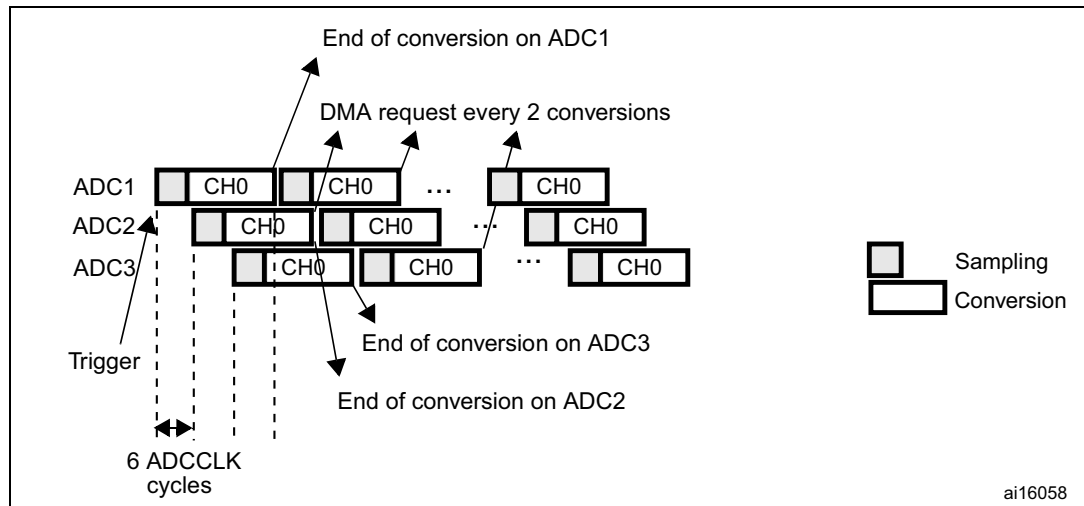 End of conversion on ADC1
DMA request every 2 conversions
ADC1 CH0 CH0 ... CH0
ADC2 CH0 CH0 ... CH0
ADC3 CH0 CH0 ... CH0
Sampling
Conversion
Trigger
End of conversion on ADC3
End of conversion on ADC2
6 ADCCLK
cycles
ai16058